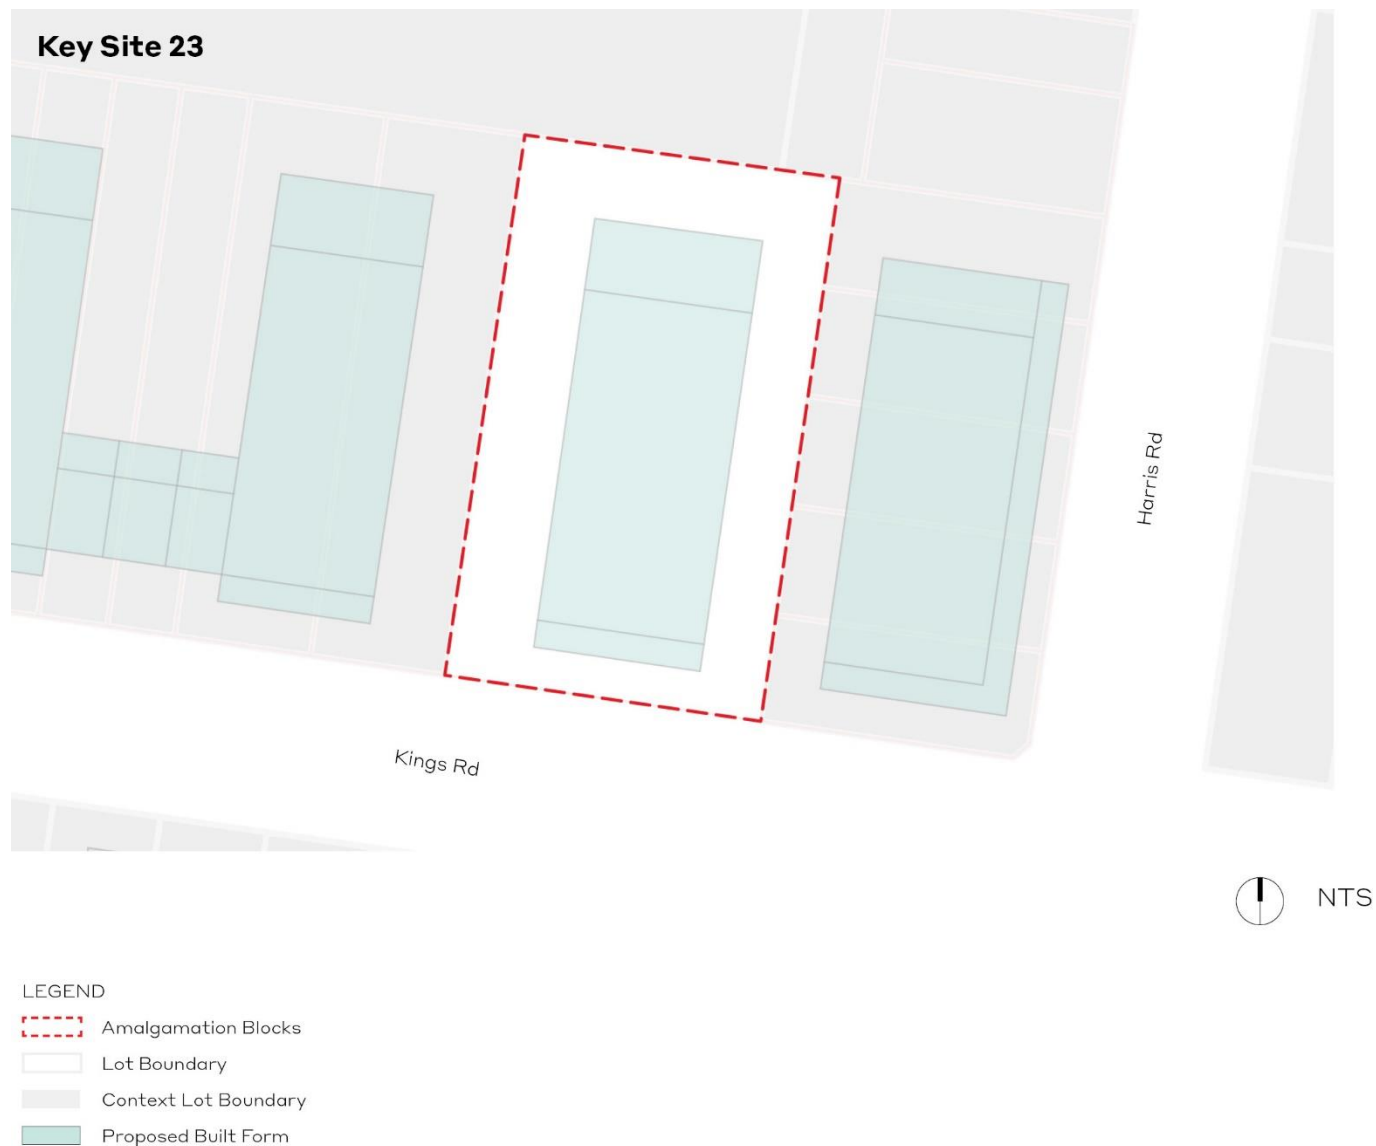 Key Site 23
Harris Rd
Kings Rd
NTS
LEGEND
Amalgamation Blocks
Lot Boundary
Context Lot Boundary
Proposed Built Form